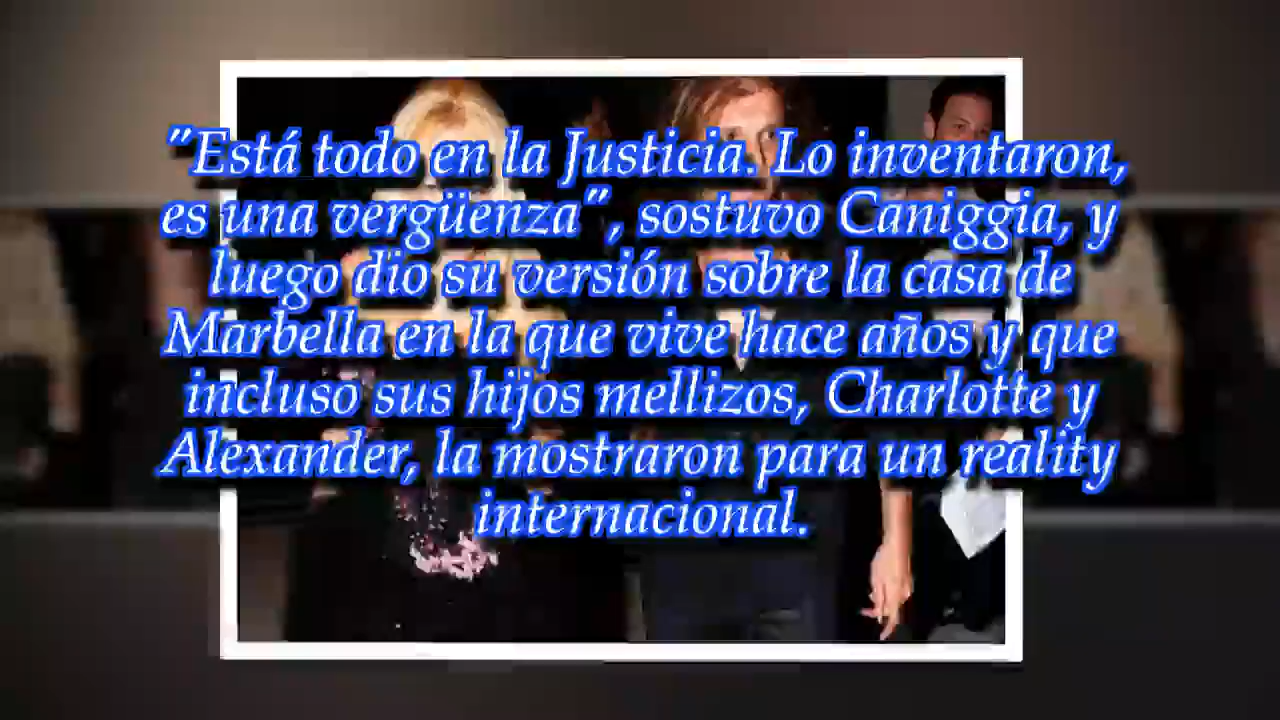 "Está todo en la Justicia. Lo inventaron,
es una vergüenza", sostuvo Caniggia, y
luego dio su versión sobre la casa de
Marbella en la que vive hace años y que
incluso sus hijos mellizos, Charlotte y
Alexander, la mostraron para un reality
internacional.